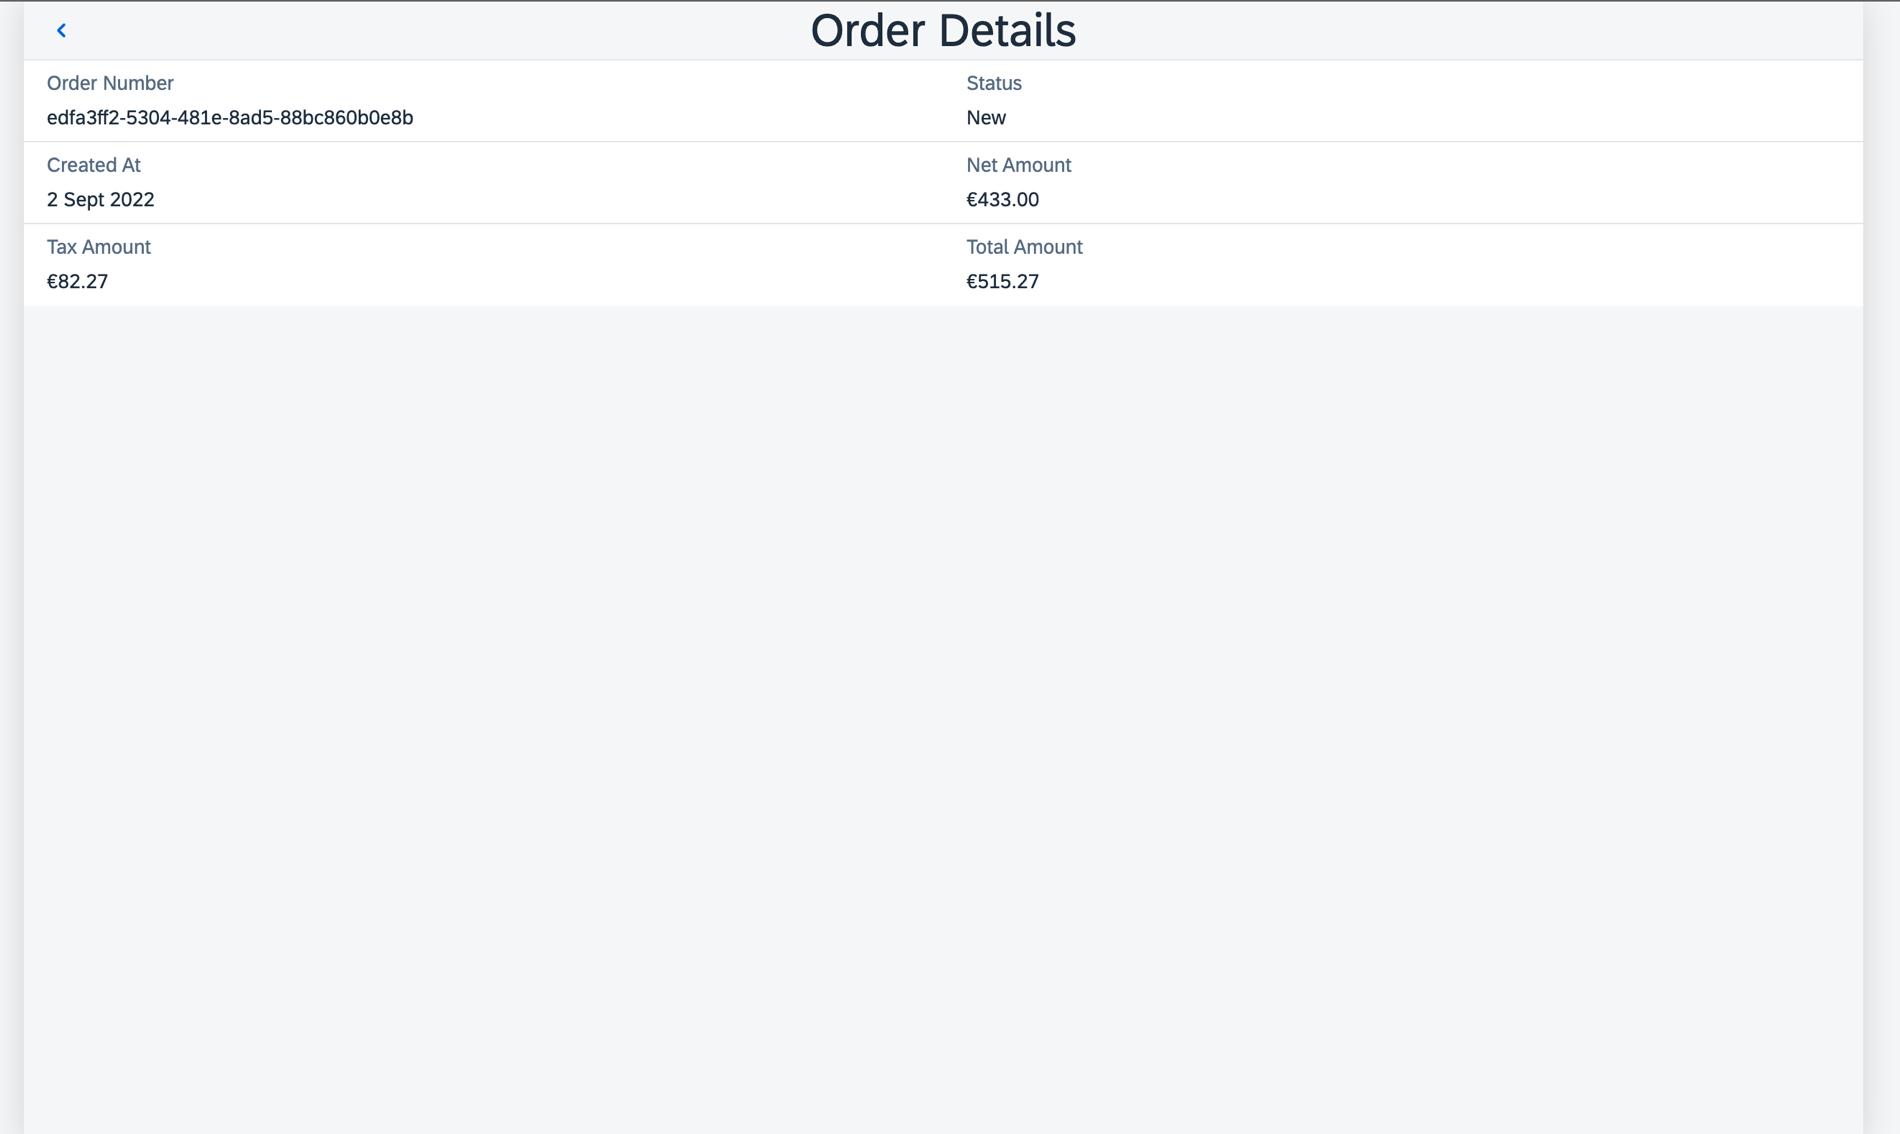 Order Details
Order Number
edfa3ff2-5304-481e-8ad5-88bc860b0e8b
Status
New
Created At
2 Sept 2022
Net Amount
€433.00
Tax Amount
€82.27
Total Amount
€515.27